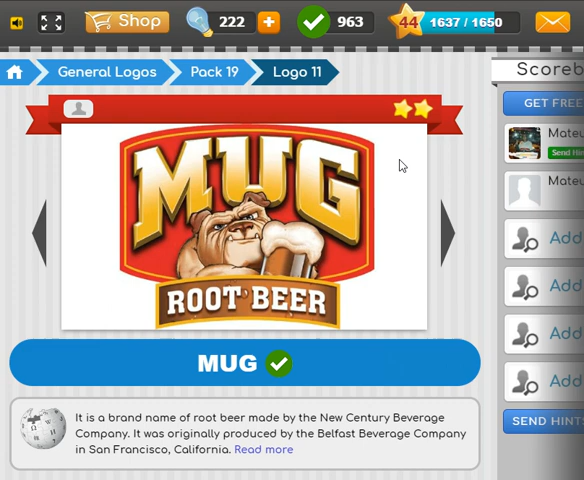 Shop
222
+
963
44
1637 / 1650
General Logos
Pack 19
Logo 11
Scoreb
MUG
ROOT BEER
MUG
It is a brand name of root beer made by the New Century Beverage
Company. It was originally produced by the Belfast Beverage Company
in San Francisco, California. Read more
GET FREE
Mateu
Send Hin
Mateu
Add
Add
Add
Add
SEND HINTS